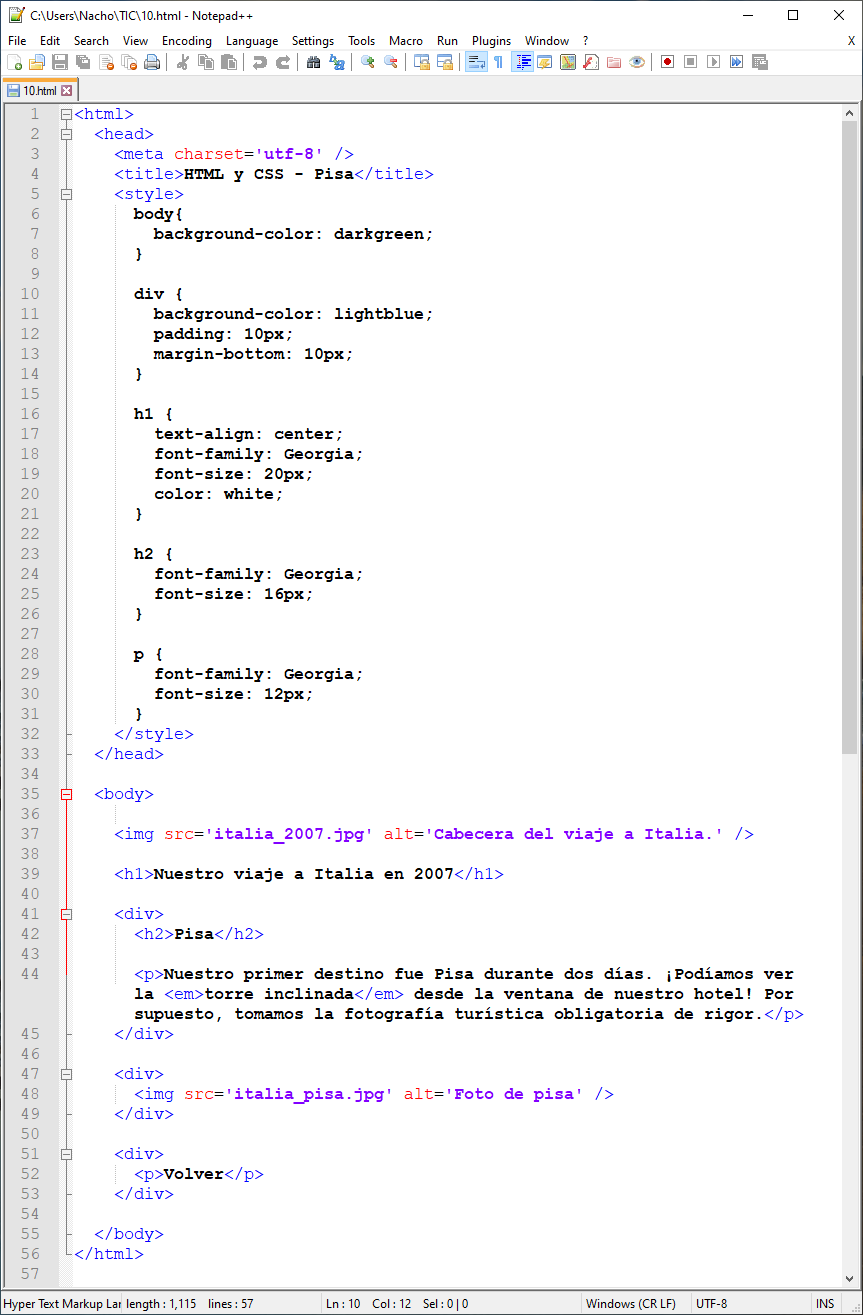 C:\Users\Nacho\TIC\10.html - Notepad++
File Edit Search View Encoding Language Settings Tools Macro Run Plugins Window ? X
10.html
1 <html>
2 <head>
3 <meta charset='utf-8' />
4 <title>HTML y CSS - Pisa</title>
5 <style>
6 body{
7 background-color: darkgreen;
8 }
9
10 div {
11 background-color: lightblue;
12 padding: 10px;
13 margin-bottom: 10px;
14 }
15
16 h1 {
17 text-align: center;
18 font-family: Georgia;
19 font-size: 20px;
20 color: white;
21 }
22
23 h2 {
24 font-family: Georgia;
25 font-size: 16px;
26 }
27
28 p {
29 font-family: Georgia;
30 font-size: 12px;
31 }
32 </style>
33 </head>
34
35 <body>
36
37 <img src='italia_2007.jpg' alt='Cabecera del viaje a Italia.' />
38
39 <h1>Nuestro viaje a Italia en 2007</h1>
40
41 <div>
42 <h2>Pisa</h2>
43
44 <p>Nuestro primer destino fue Pisa durante dos días. ¡Podíamos ver
la <em>torre inclinada</em> desde la ventana de nuestro hotel! Por
supuesto, tomamos la fotografía turística obligatoria de rigor.</p>
45 </div>
46
47 <div>
48 <img src='italia_pisa.jpg' alt='Foto de pisa' />
49 </div>
50
51 <div>
52 <p>Volver</p>
53 </div>
54
55 </body>
56 </html>
57
Hyper Text Markup Lar length : 1,115 lines : 57 Ln : 10 Col : 12 Sel : 0 | 0 Windows (CR LF) UTF-8 INS